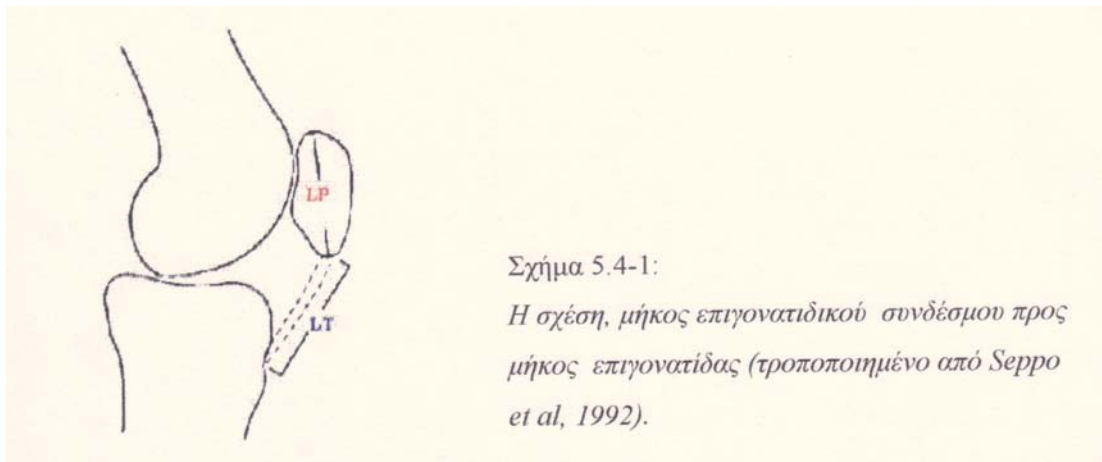 LP
LT
Σχήμα 5.4-1:
Η σχέση, μήκος επιγονατιδικού συνδέσμου προς
μήκος επιγονατίδας (τροποποιημένο από Seppo
et al, 1992).